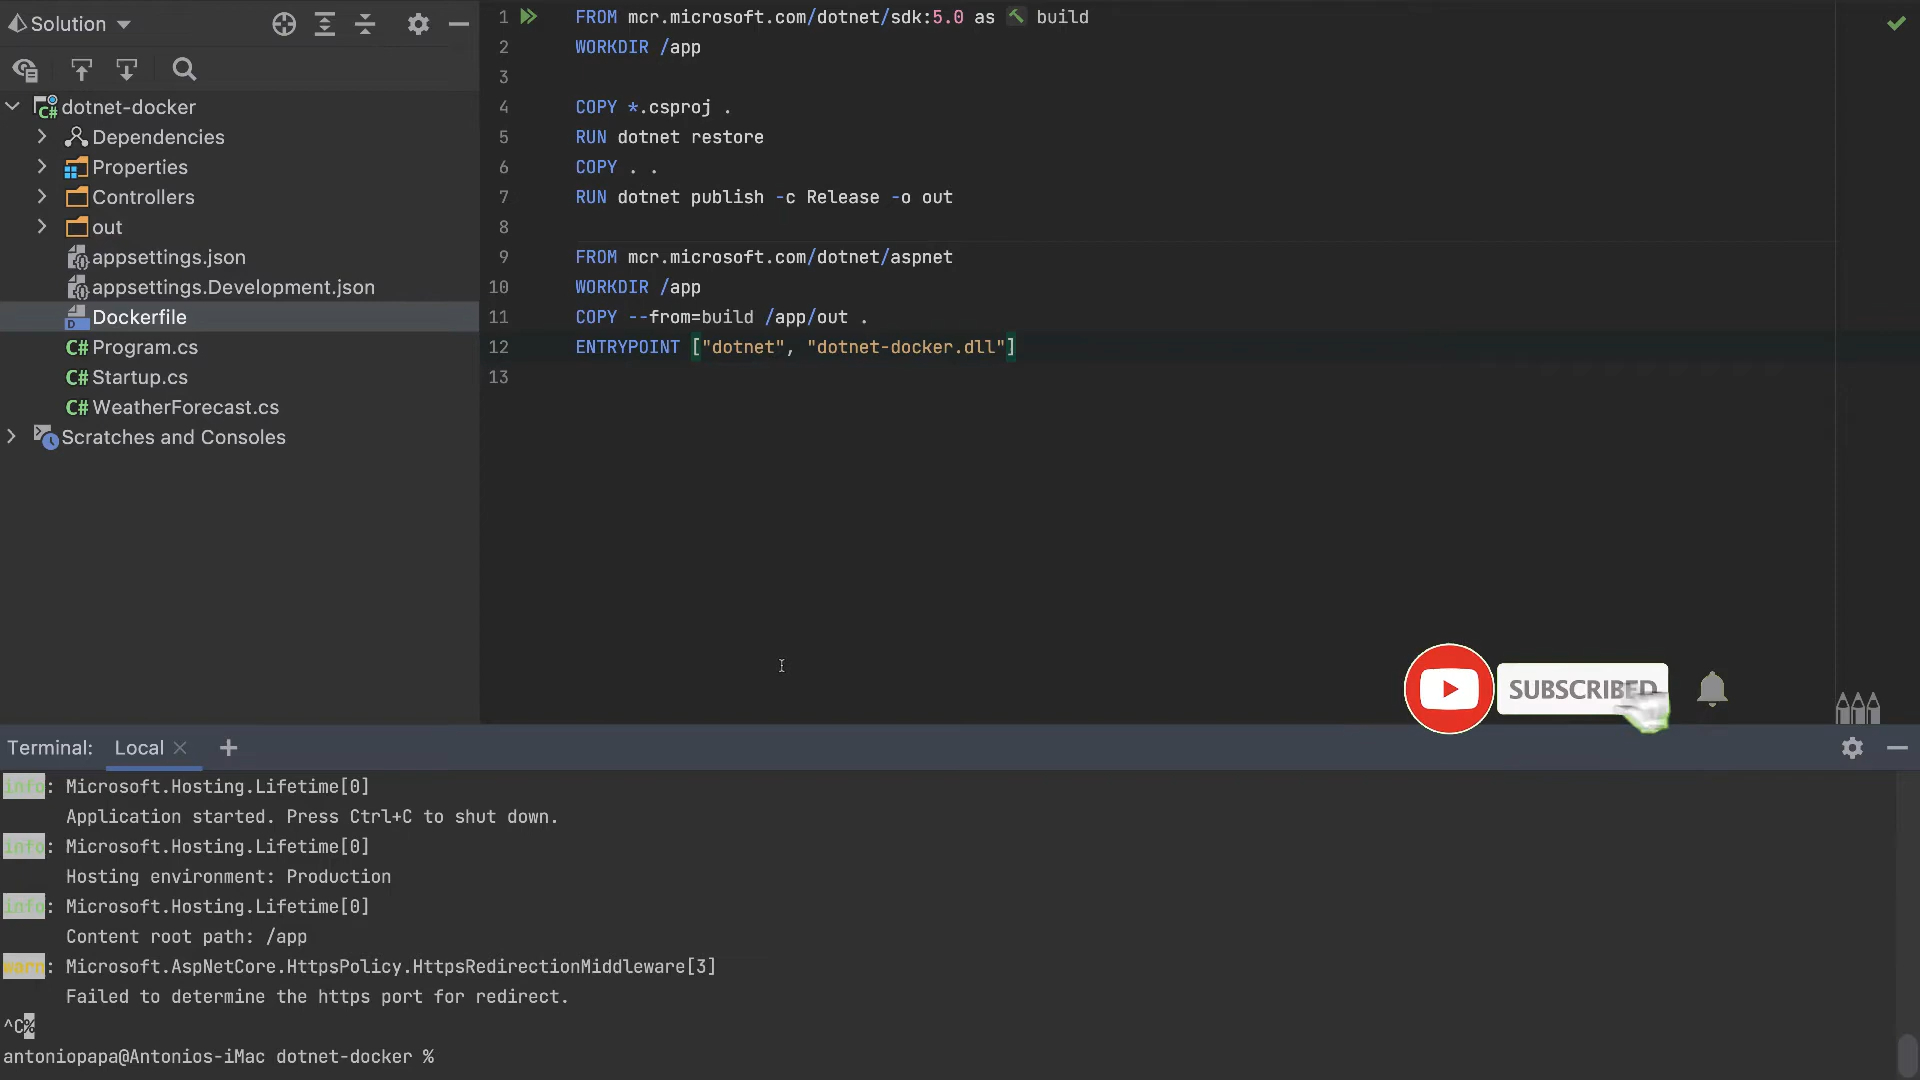 Solution
dotnet-docker
Dependencies
Properties
Controllers
out
appsettings.json
appsettings.Development.json
Dockerfile
C# Program.cs
C# Startup.cs
C# WeatherForecast.cs
Scratches and Consoles
1 FROM mcr.microsoft.com/dotnet/sdk:5.0 as build
2 WORKDIR /app
3
4 COPY *.csproj .
5 RUN dotnet restore
6 COPY . .
7 RUN dotnet publish -c Release -o out
8
9 FROM mcr.microsoft.com/dotnet/aspnet
10 WORKDIR /app
11 COPY --from=build /app/out .
12 ENTRYPOINT ["dotnet", "dotnet-docker.dll"]
13
SUBSCRIBED
Terminal: Local
info: Microsoft.Hosting.Lifetime[0]
Application started. Press Ctrl+C to shut down.
info: Microsoft.Hosting.Lifetime[0]
Hosting environment: Production
info: Microsoft.Hosting.Lifetime[0]
Content root path: /app
warn: Microsoft.AspNetCore.HttpsPolicy.HttpsRedirectionMiddleware[3]
Failed to determine the https port for redirect.
^C%
antoniopapa@Antonios-iMac dotnet-docker %